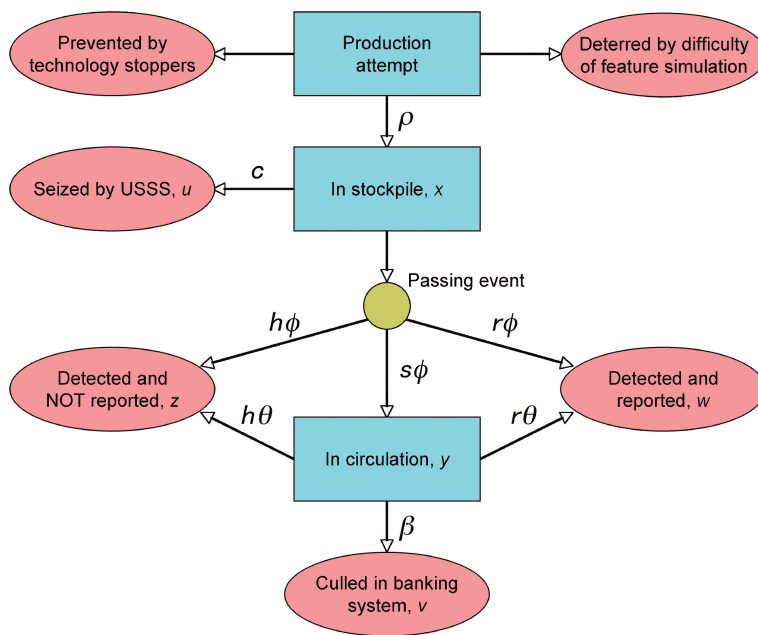 Prevented by
technology stoppers
Production
attempt
Deterred by difficulty
of feature simulation
ρ
Seized by USSS, u
c
In stockpile, x
Passing event
hϕ
rϕ
sϕ
Detected and
NOT reported, z
Detected and
reported, w
hθ
rθ
In circulation, y
β
Culled in banking
system, v